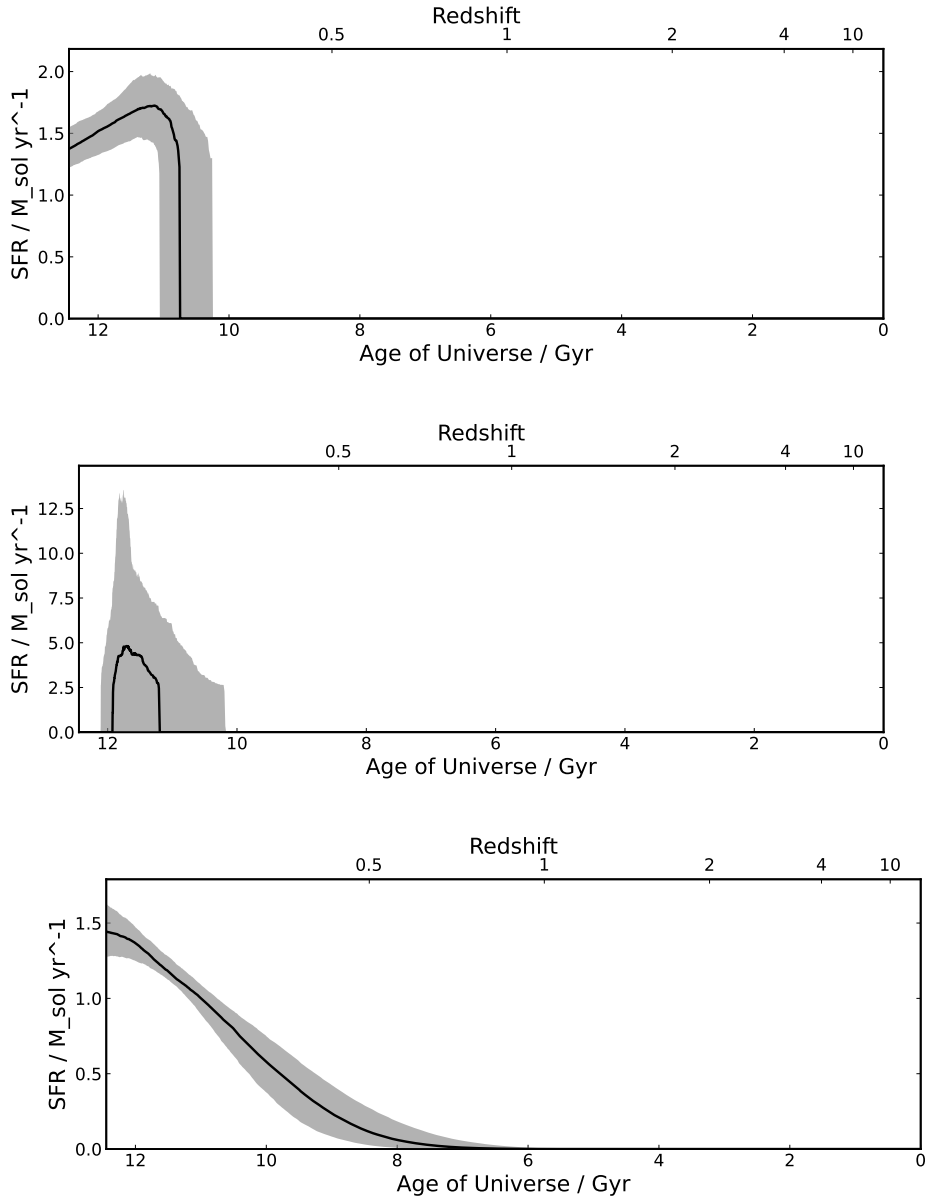 Redshift
0.5 1 2 4 10
2.0
1.5
1.0
0.5
0.0
SFR / M_sol yr^-1
12 10 8 6 4 2 0
Age of Universe / Gyr
Redshift
0.5 1 2 4 10
12.5
10.0
7.5
5.0
2.5
0.0
SFR / M_sol yr^-1
12 10 8 6 4 2 0
Age of Universe / Gyr
Redshift
0.5 1 2 4 10
1.5
1.0
0.5
0.0
SFR / M_sol yr^-1
12 10 8 6 4 2 0
Age of Universe / Gyr